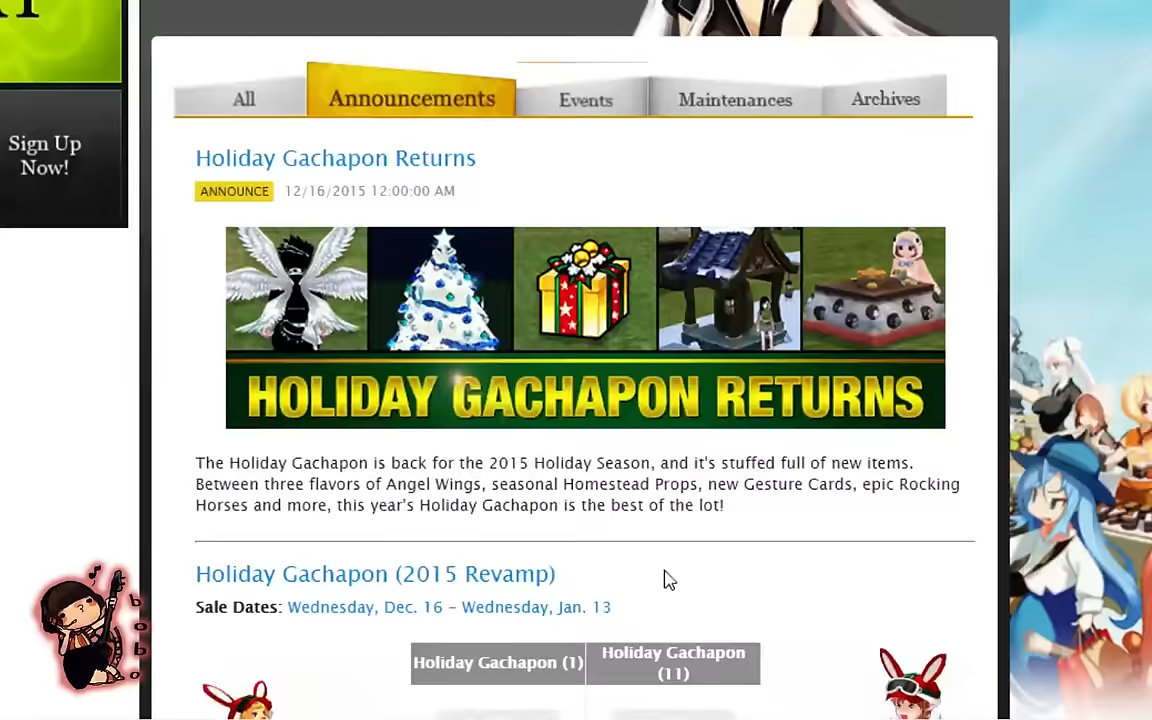 Sign Up
Now!
All
Announcements
Events
Maintenances
Archives
Holiday Gachapon Returns
ANNOUNCE 12/16/2015 12:00:00 AM
HOLIDAY GACHAPON RETURNS
The Holiday Gachapon is back for the 2015 Holiday Season, and it's stuffed full of new items.
Between three flavors of Angel Wings, seasonal Homestead Props, new Gesture Cards, epic Rocking
Horses and more, this year's Holiday Gachapon is the best of the lot!
Holiday Gachapon (2015 Revamp)
Sale Dates: Wednesday, Dec. 16 – Wednesday, Jan. 13
Holiday Gachapon (1)
Holiday Gachapon
(11)
b
o
b
o